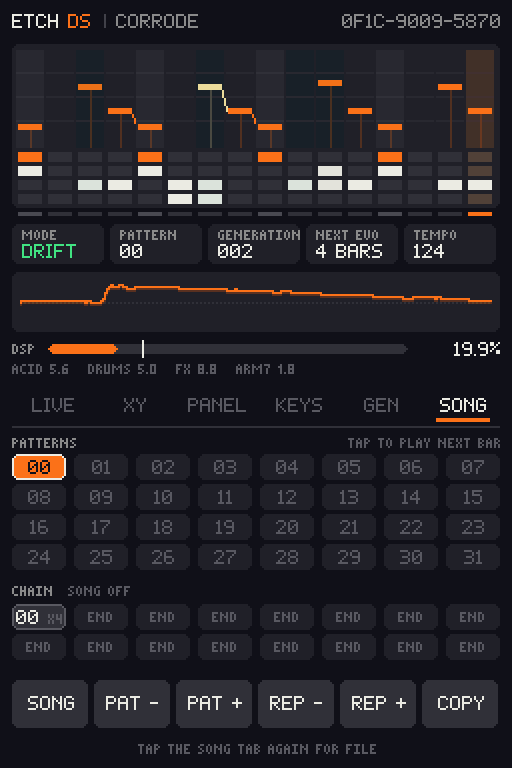 ETCH DS | CORRODE 0F1C-9009-5870
MODE PATTERN GENERATION NEXT EVO TEMPO
DRIFT 00 002 4 BARS 124
DSP 19.9%
ACID 5.6 DRUMS 5.0 FX 8.8 ARM7 1.8
LIVE XY PANEL KEYS GEN SONG
PATTERNS TAP TO PLAY NEXT BAR
00 01 02 03 04 05 06 07
08 09 10 11 12 13 14 15
16 17 18 19 20 21 22 23
24 25 26 27 28 29 30 31
CHAIN SONG OFF
00 X4 END END END END END END END
END END END END END END END END
SONG PAT - PAT + REP - REP + COPY
TAP THE SONG TAB AGAIN FOR FILE